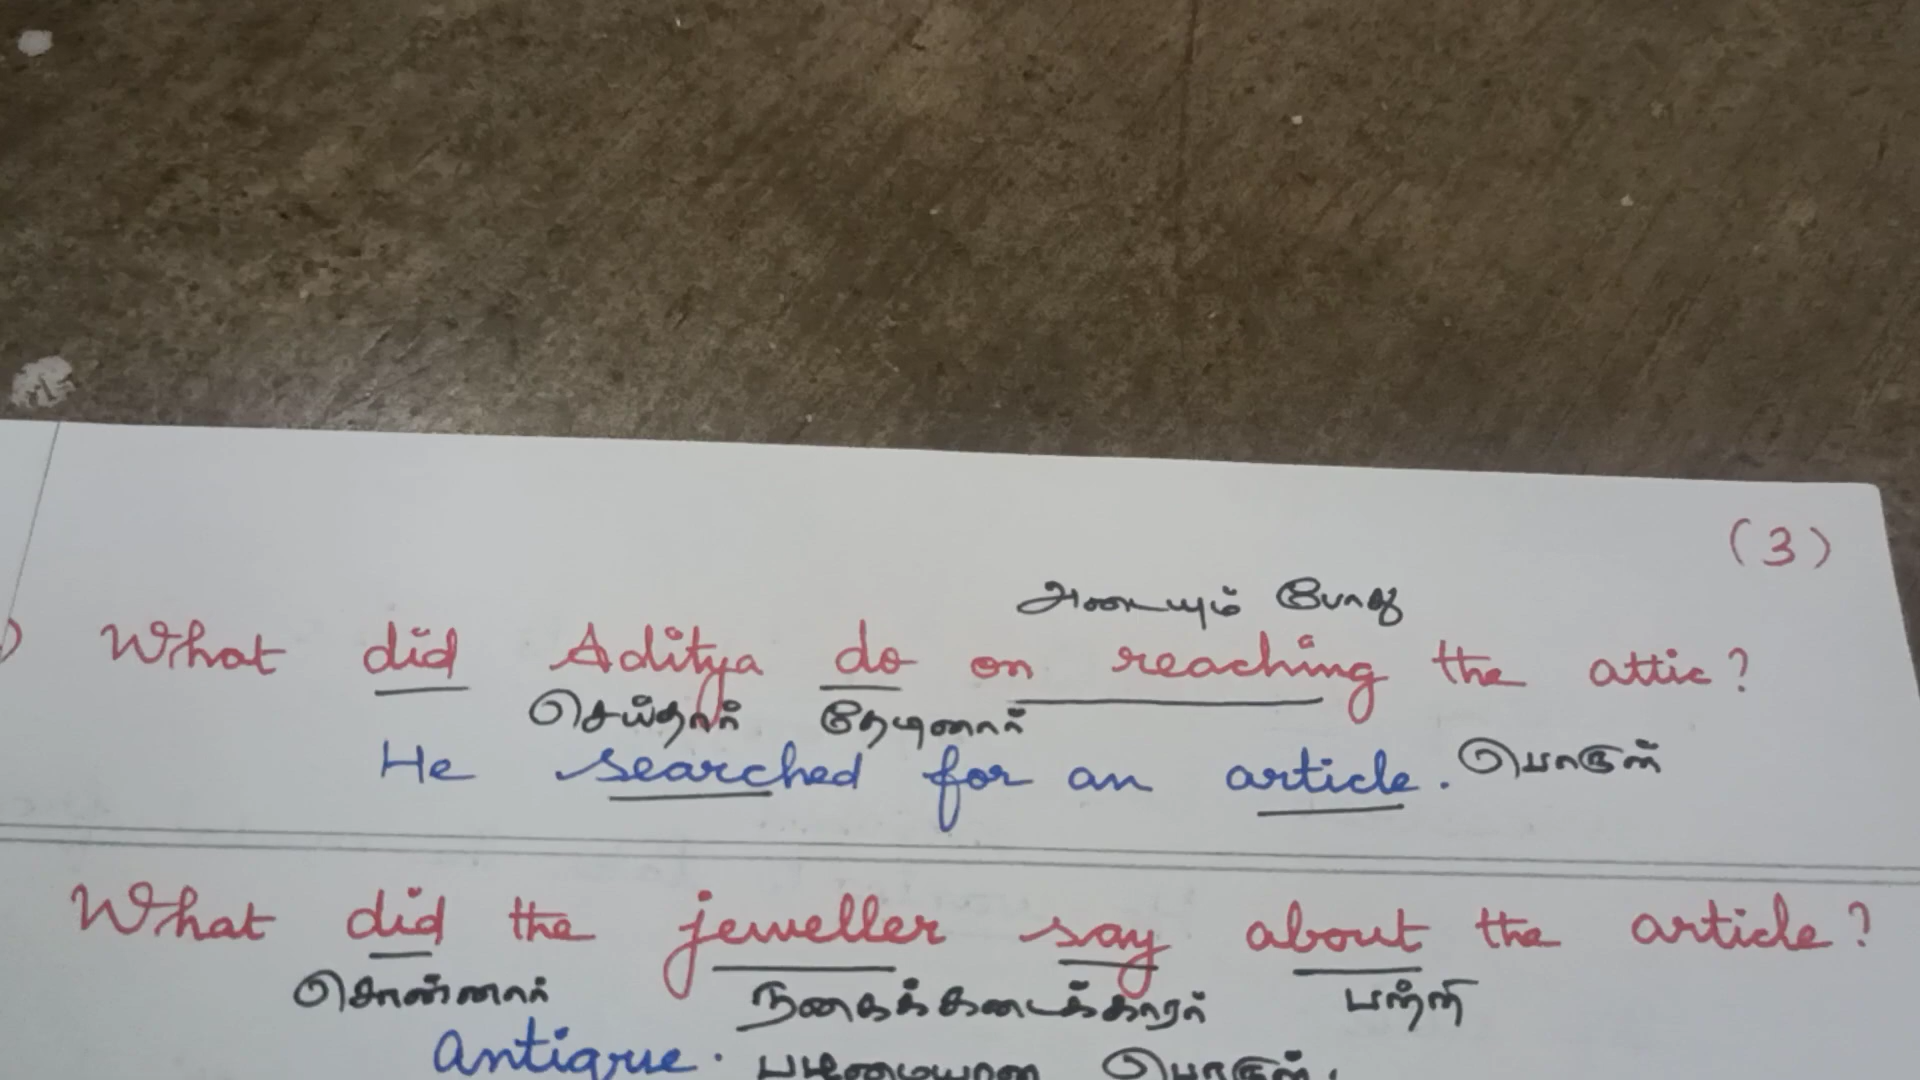 (3)
அடையும் போது
) What did Aditya do on reaching the attic?
செய்தார் தேடினார்
He searched for an article. பொருள்
What did the jeweller say about the article?
சொன்னார் நகைக்கடைக்காரர் பற்றி
Antique. பழமையான பொருள்.